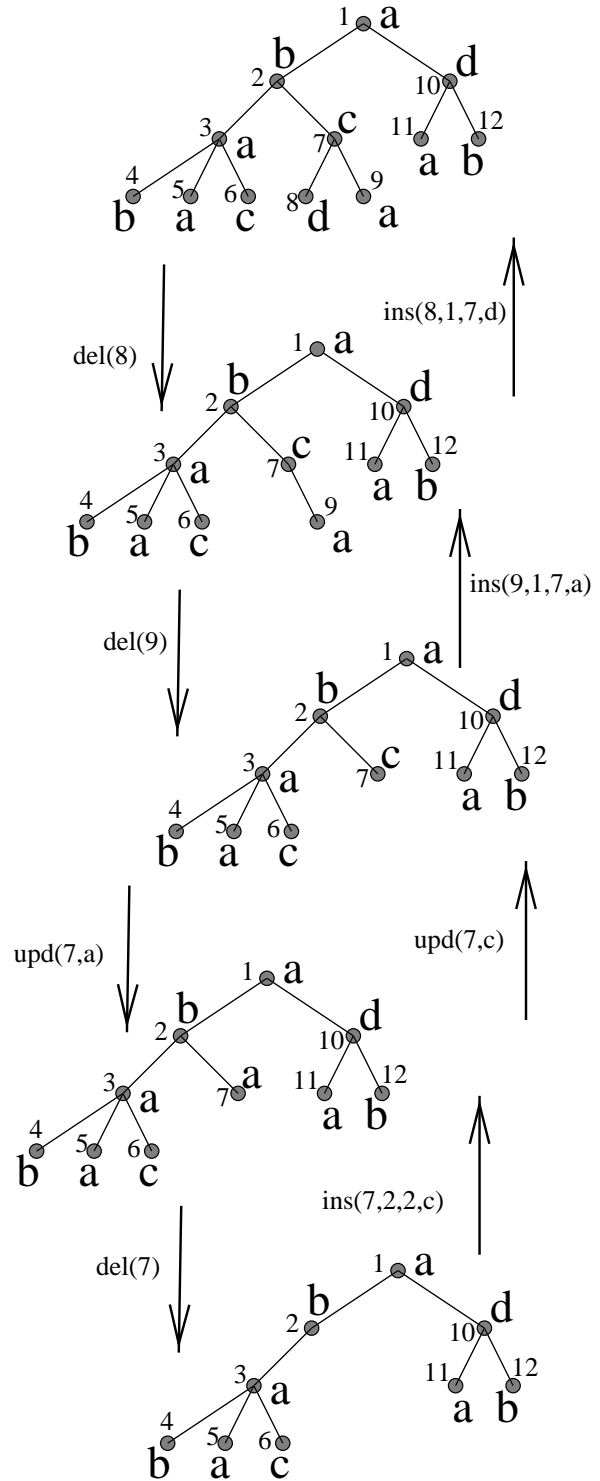 1 a
b d
2 10
3 a c 11 12
7 a b
4 5 6 8 9
b a c d a
ins(8,1,7,d)
del(8)
1 a
b d
2 10
3 a c 11 12
7 a b
4 5 6 9
b a c a
ins(9,1,7,a)
del(9)
1 a
b d
2 10
3 a c 11 12
7 a b
4 5 6
b a c
upd(7,a) upd(7,c)
1 a
b d
2 10
3 a a 11 12
7 a b
4 5 6
b a c
ins(7,2,2,c)
del(7)
1 a
b d
2 10
3 a 11 12
a b
4 5 6
b a c